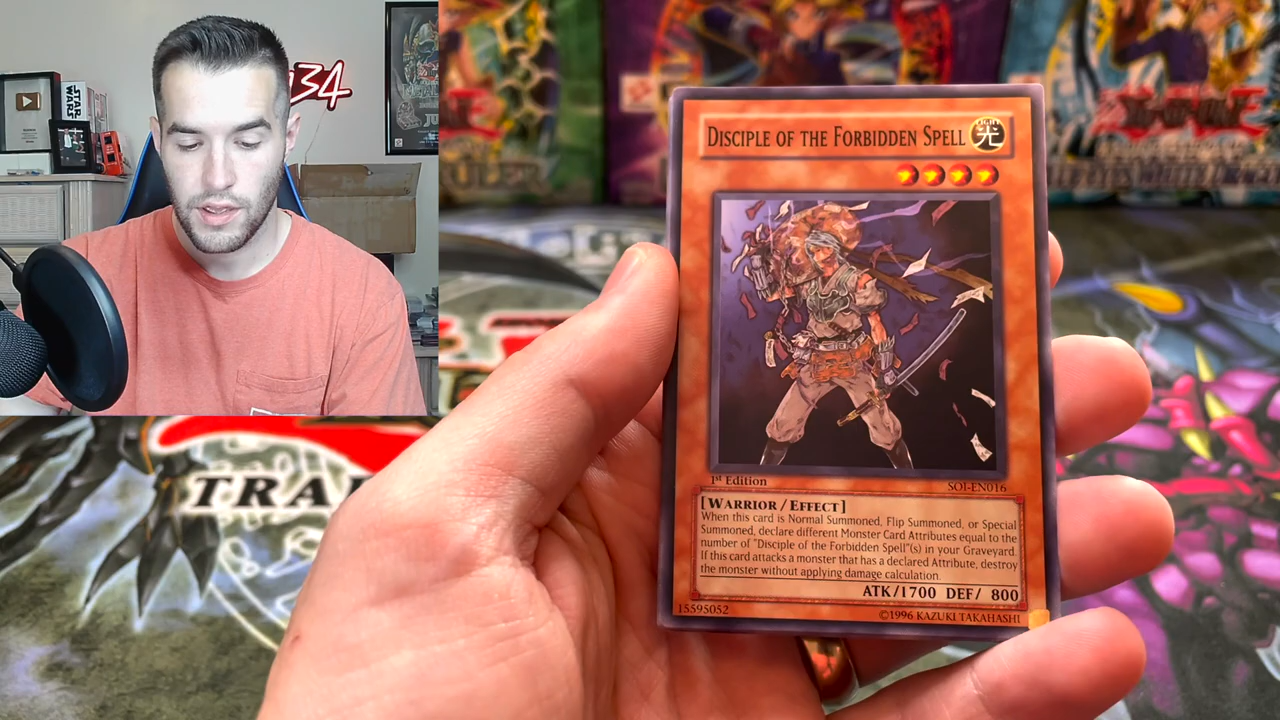 034
STAR
WARS
DISCIPLE OF THE FORBIDDEN SPELL
LIGHT
光
1st Edition
SOI-EN016
[WARRIOR / EFFECT]
When this card is Normal Summoned, Flip Summoned, or Special
Summoned, declare different Monster Card Attributes equal to the
number of "Disciple of the Forbidden Spell"(s) in your Graveyard.
If this card attacks a monster that has a declared Attribute, destroy
the monster without applying damage calculation.
ATK/1700 DEF/ 800
15595052
©1996 KAZUKI TAKAHASHI
TRA